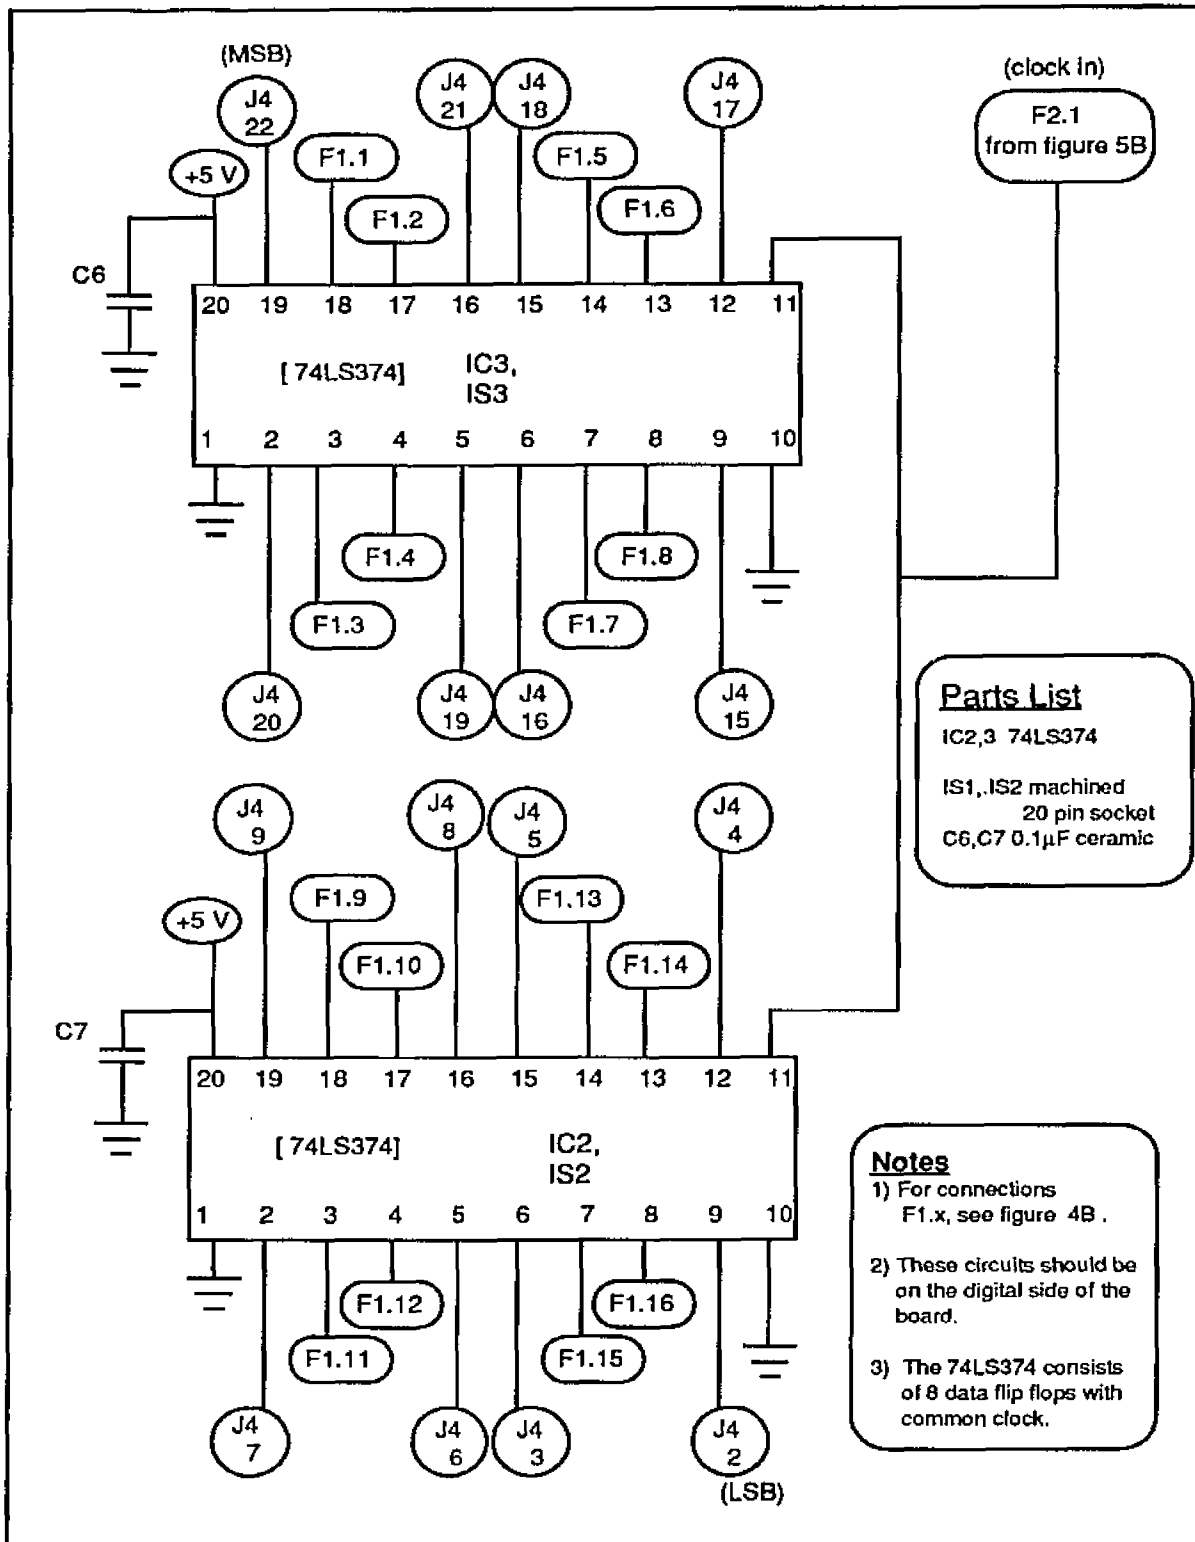 (MSB)
J4
22
J4
21
J4
18
J4
17
(clock in)
F2.1
from figure 5B
+5 V
F1.1
F1.5
F1.2
F1.6
C6
20 19 18 17 16 15 14 13 12 11
[ 74LS374] IC3,
IS3
1 2 3 4 5 6 7 8 9 10
F1.4
F1.8
F1.3
F1.7
J4
20
J4
19
J4
16
J4
15
Parts List
IC2,3 74LS374
IS1,.IS2 machined
20 pin socket
C6,C7 0.1µF ceramic
J4
9
J4
8
J4
5
J4
4
+5 V
F1.9
F1.13
F1.10
F1.14
C7
20 19 18 17 16 15 14 13 12 11
[ 74LS374] IC2,
IS2
1 2 3 4 5 6 7 8 9 10
F1.12
F1.16
F1.11
F1.15
J4
7
J4
6
J4
3
J4
2
(LSB)
Notes
1) For connections
F1.x, see figure 4B .
2) These circuits should be
on the digital side of the
board.
3) The 74LS374 consists
of 8 data flip flops with
common clock.